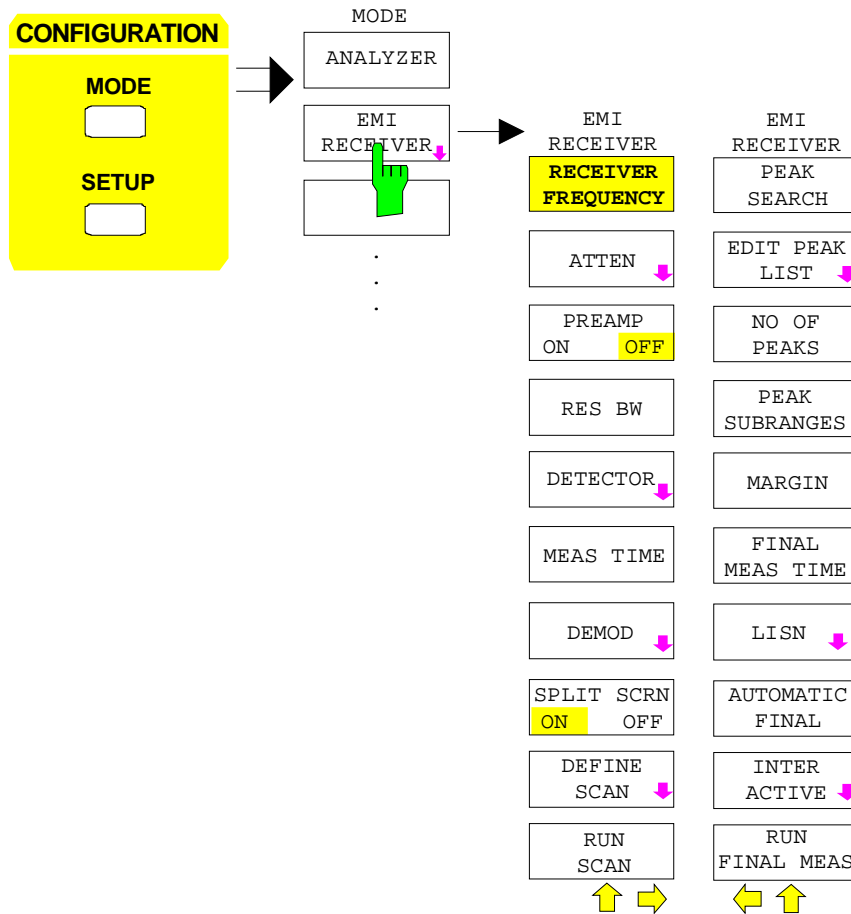 CONFIGURATION
MODE
SETUP
MODE
ANALYZER
EMI
RECEIVER
.
.
.
EMI
RECEIVER
RECEIVER
FREQUENCY
ATTEN
PREAMP
ON OFF
RES BW
DETECTOR
MEAS TIME
DEMOD
SPLIT SCRN
ON OFF
DEFINE
SCAN
RUN
SCAN
EMI
RECEIVER
PEAK
SEARCH
EDIT PEAK
LIST
NO OF
PEAKS
PEAK
SUBRANGES
MARGIN
FINAL
MEAS TIME
LISN
AUTOMATIC
FINAL
INTER
ACTIVE
RUN
FINAL MEAS